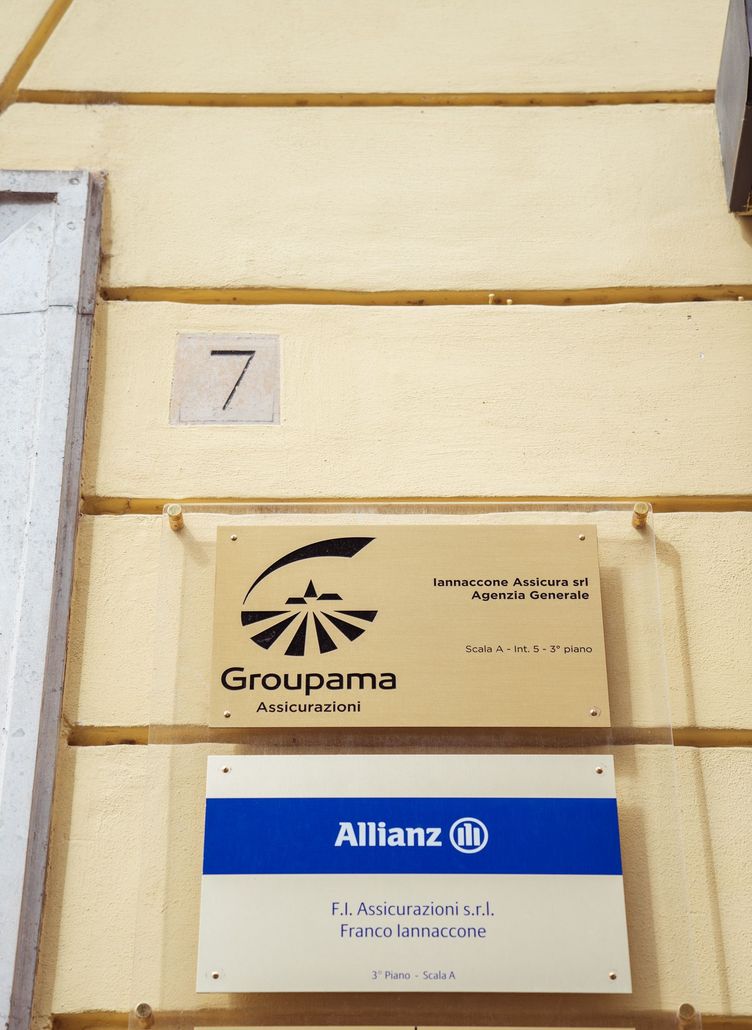 7
Iannaccone Assicura srl
Agenzia Generale
Scala A - Int. 5 - 3° piano
Groupama
Assicurazioni
Allianz
F.I. Assicurazioni s.r.l.
Franco Iannaccone
3° Piano - Scala A